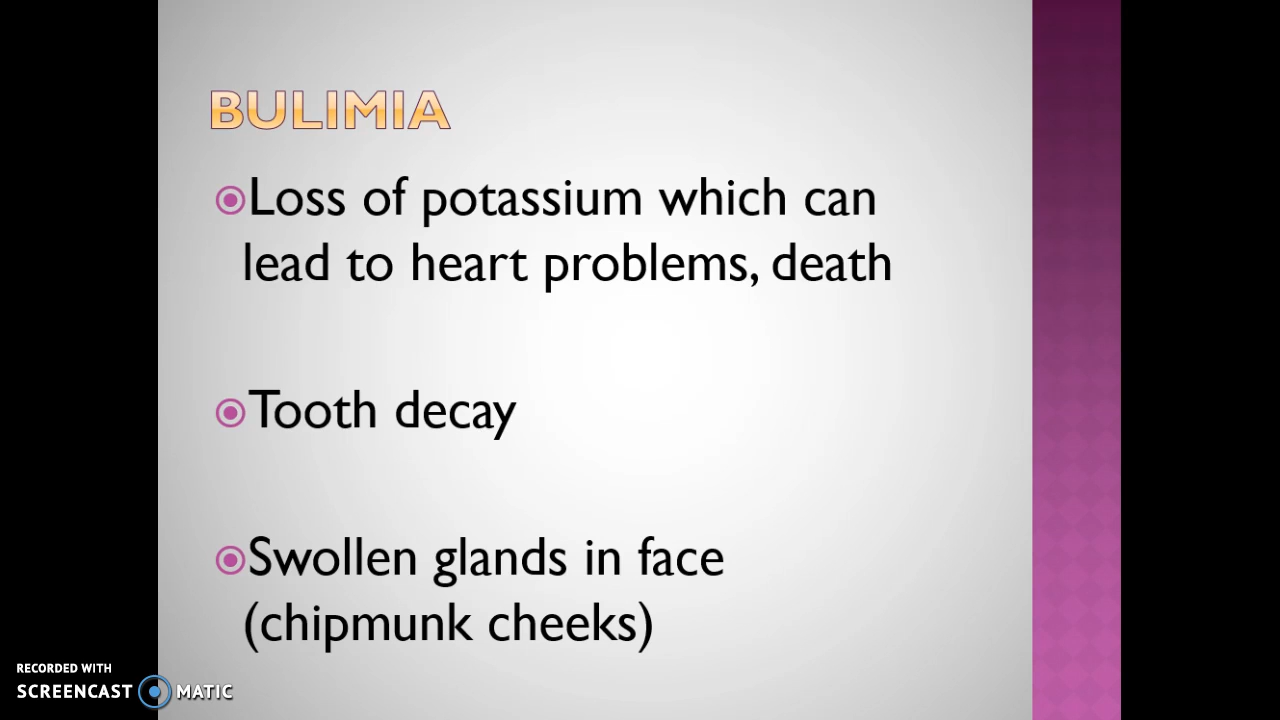 BULIMIA
Loss of potassium which can
lead to heart problems, death
Tooth decay
Swollen glands in face
(chipmunk cheeks)
RECORDED WITH
SCREENCAST MATIC